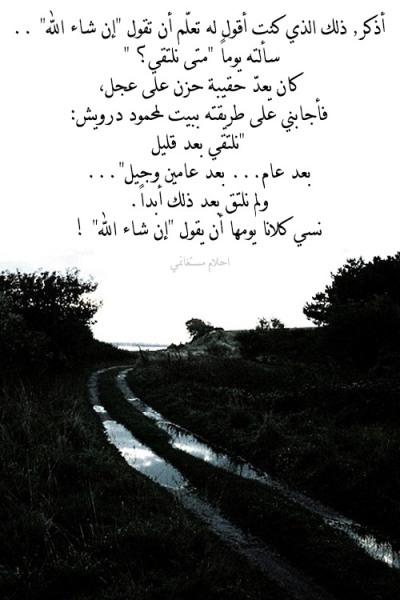 أذكر, ذلك الذي كنت أقول له تعلّم أن تقول "إن شاء الله" . .
سألته يوماً "متى نلتقي؟ "
كان يعدّ حقيبة حزن على عجل،
فأجابني على طريقته ببيت لمحمود درويش:
"نلتقي بعد قليل
بعد عام... بعد عامين وجيل"...
ولم نلتق بعد ذلك أبداً .
نسي كلانا يومها أن يقول "إن شاء الله" !
احلام مستغانمي